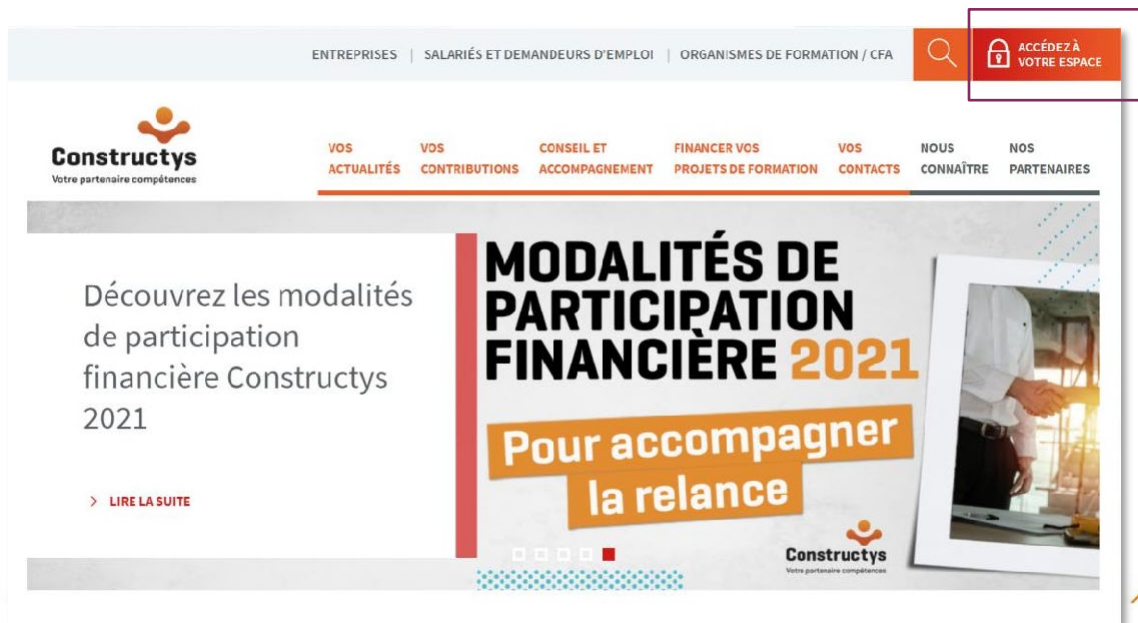 ENTREPRISES | SALARIÉS ET DEMANDEURS D'EMPLOI | ORGANISMES DE FORMATION / CFA
ACCÉDEZ À
VOTRE ESPACE
Constructys
Votre partenaire compétences
VOS
ACTUALITÉS
VOS
CONTRIBUTIONS
CONSEIL ET
ACCOMPAGNEMENT
FINANCER VOS
PROJETS DE FORMATION
VOS
CONTACTS
NOUS
CONNAÎTRE
NOS
PARTENAIRES
Découvrez les modalités
de participation
financière Constructys
2021
> LIRE LA SUITE
MODALITÉS DE
PARTICIPATION
FINANCIÈRE 2021
Pour accompagner
la relance
Constructys
Votre partenaire compétences